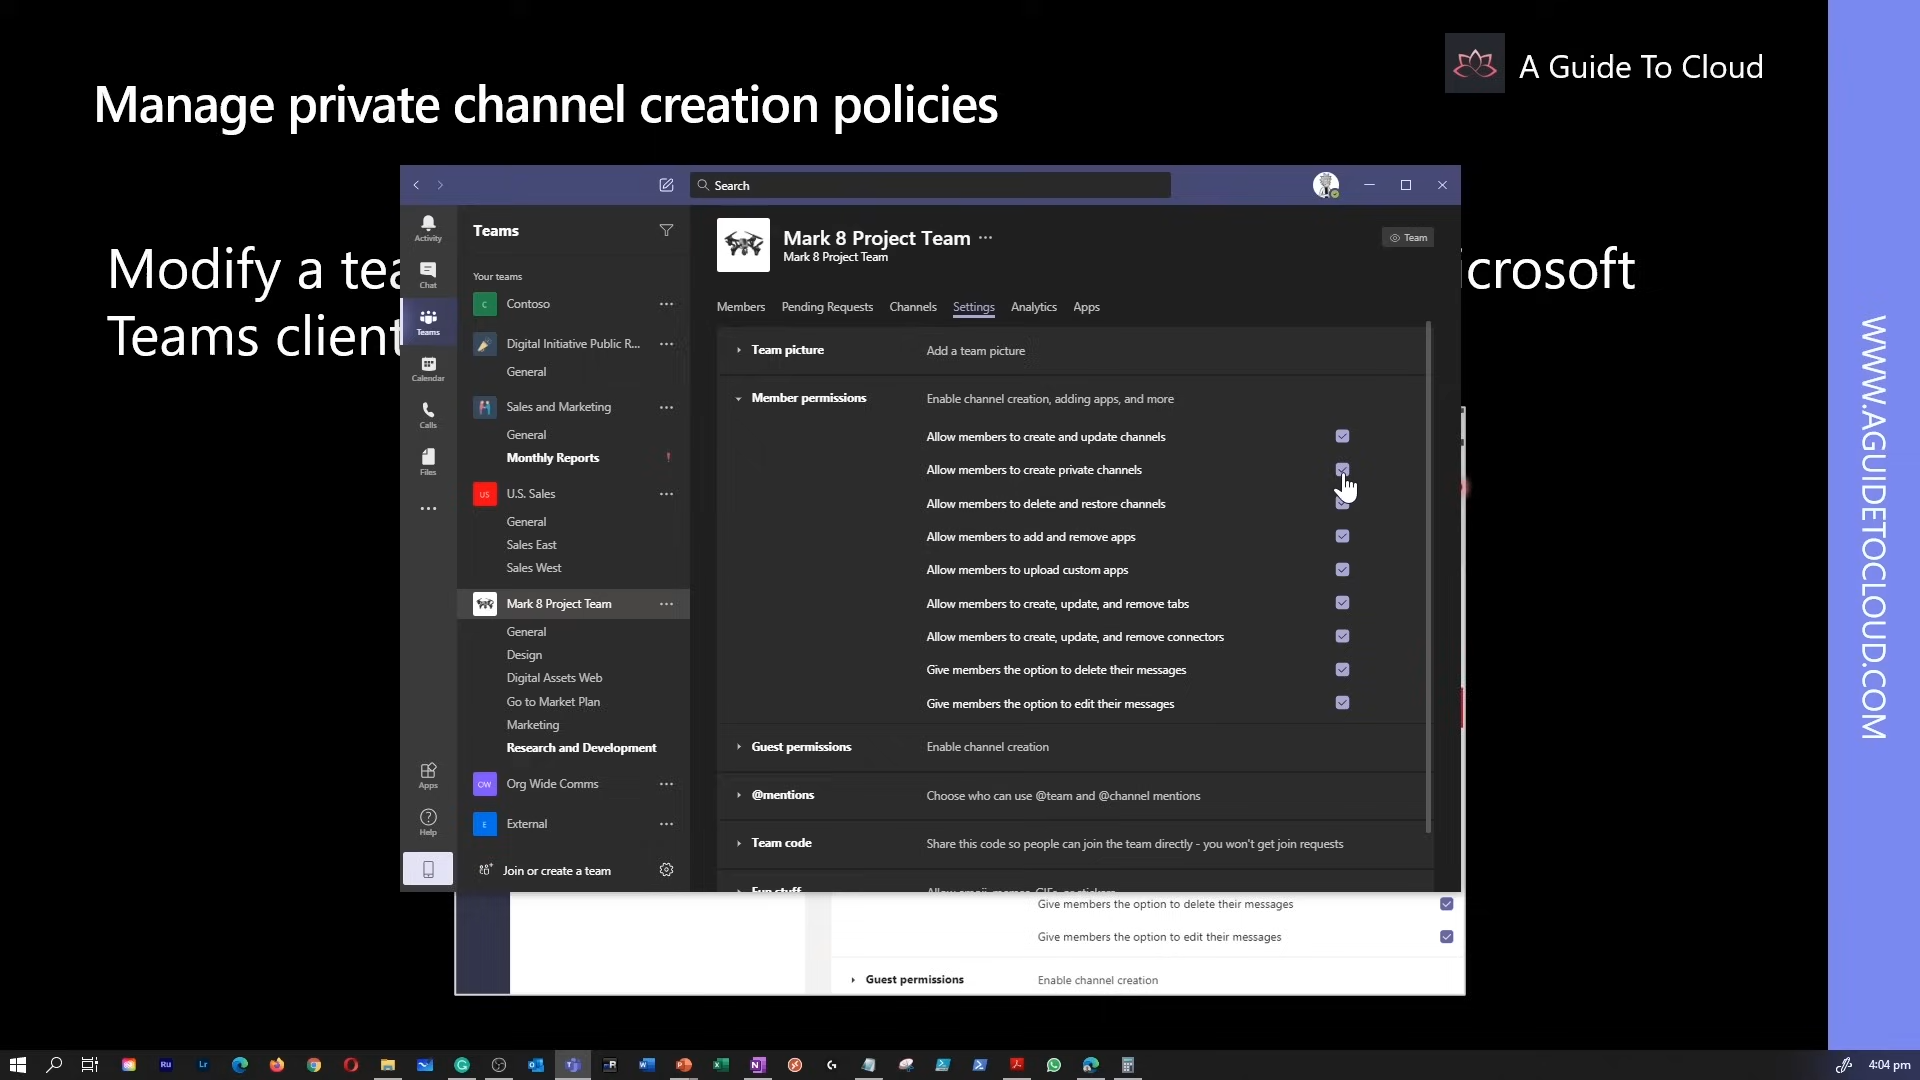 Manage private channel creation policies
A Guide To Cloud
Modify a tea
icrosoft
Teams client
WWW.AGUIDETOCLOUD.COM
Search
Activity
Chat
Teams
Calendar
Calls
Files
Apps
Help
Teams
Your teams
C
Contoso
Digital Initiative Public R...
General
Sales and Marketing
General
Monthly Reports
US
U.S. Sales
General
Sales East
Sales West
Mark 8 Project Team
General
Design
Digital Assets Web
Go to Market Plan
Marketing
Research and Development
OW
Org Wide Comms
E
External
Join or create a team
Mark 8 Project Team
Mark 8 Project Team
Team
Members Pending Requests Channels Settings Analytics Apps
Team picture Add a team picture
Member permissions Enable channel creation, adding apps, and more
Allow members to create and update channels
Allow members to create private channels
Allow members to delete and restore channels
Allow members to add and remove apps
Allow members to upload custom apps
Allow members to create, update, and remove tabs
Allow members to create, update, and remove connectors
Give members the option to delete their messages
Give members the option to edit their messages
Guest permissions Enable channel creation
@mentions Choose who can use @team and @channel mentions
Team code Share this code so people can join the team directly - you won't get join requests
Give members the option to delete their messages
Give members the option to edit their messages
Guest permissions Enable channel creation
4:04 pm